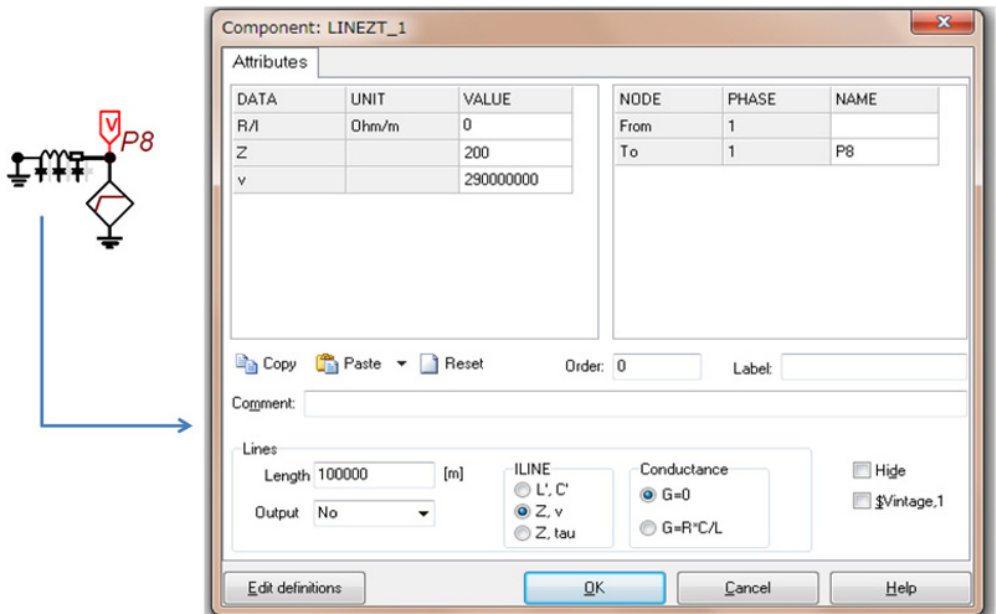 Component: LINEZT_1
Attributes
DATA UNIT VALUE
R/l Ohm/m 0
Z 200
v 290000000
NODE PHASE NAME
From 1
To 1 P8
V P8
Copy Paste Reset Order: 0 Label:
Comment:
Lines
Length 100000 [m]
Output No
ILINE
L', C'
Z, v
Z, tau
Conductance
G=0
G=R*C/L
Hide
$Vintage,1
Edit definitions OK Cancel Help